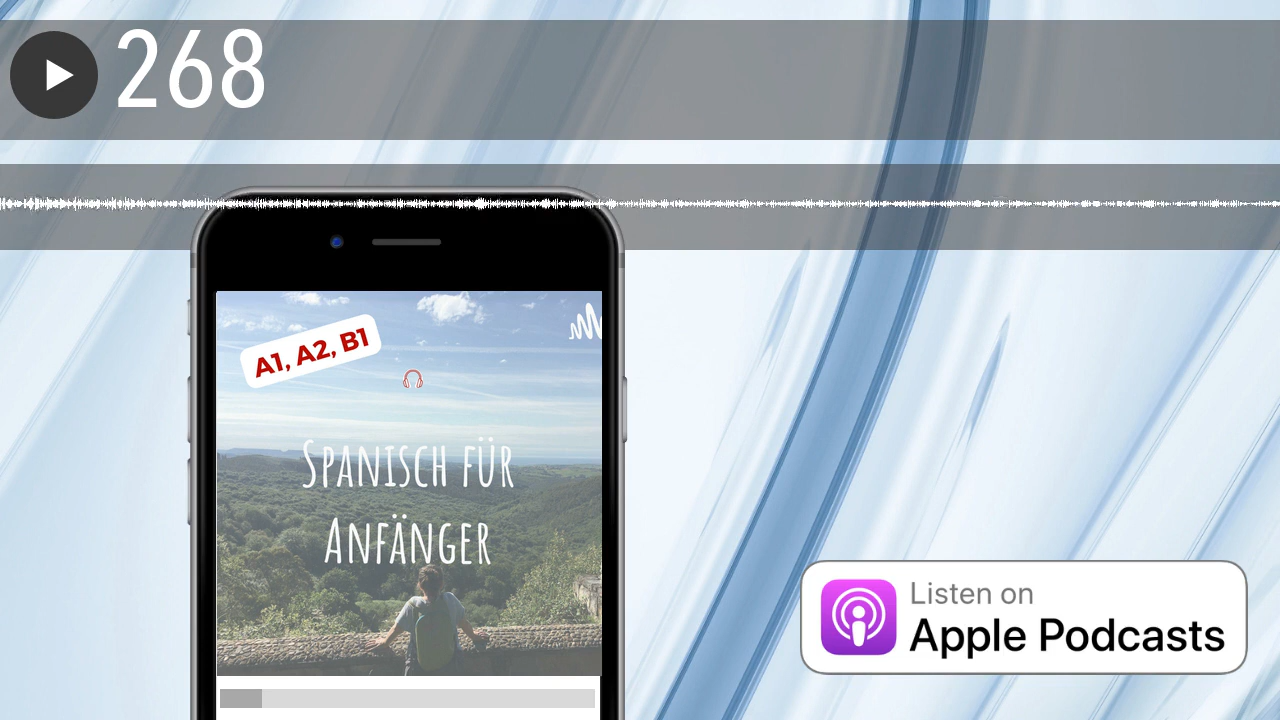 268
A1, A2, B1
Spanisch für
Anfänger
Listen on
Apple Podcasts